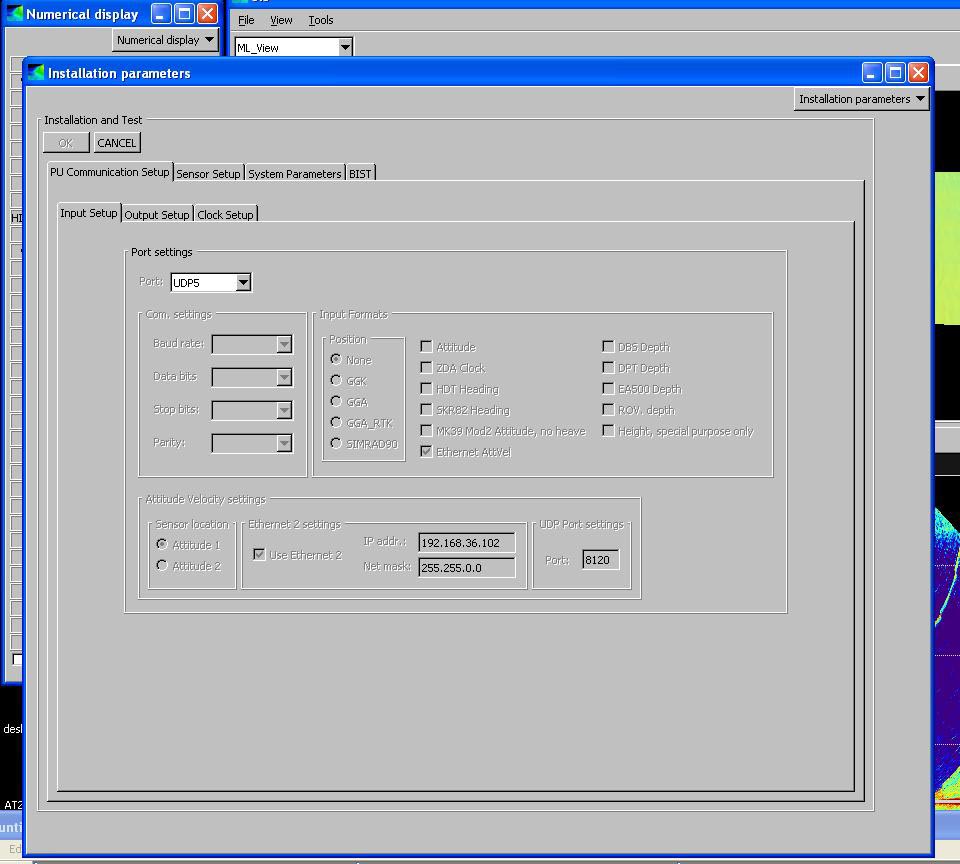 Numerical display
File View Tools
Numerical display
ML_View
Installation parameters
Installation parameters
Installation and Test
OK CANCEL
PU Communication Setup Sensor Setup System Parameters BIST
Input Setup Output Setup Clock Setup
Port settings
Port: UDP5
Com. settings
Baud rate:
Data bits
Stop bits:
Parity:
Input Formats
Position
None
GGK
GGA
GGA_RTK
SIMRAD90
Attitude
ZDA Clock
HDT Heading
SKR82 Heading
MK39 Mod2 Attitude, no heave
Ethernet AttVel
DBS Depth
DPT Depth
EA500 Depth
ROV. depth
Height, special purpose only
Attitude Velocity settings
Sensor location
Attitude 1
Attitude 2
Ethernet 2 settings
Use Ethernet 2
IP addr.: 192.168.36.102
Net mask: 255.255.0.0
UDP Port settings
Port: 8120
HI
AT2
Ed